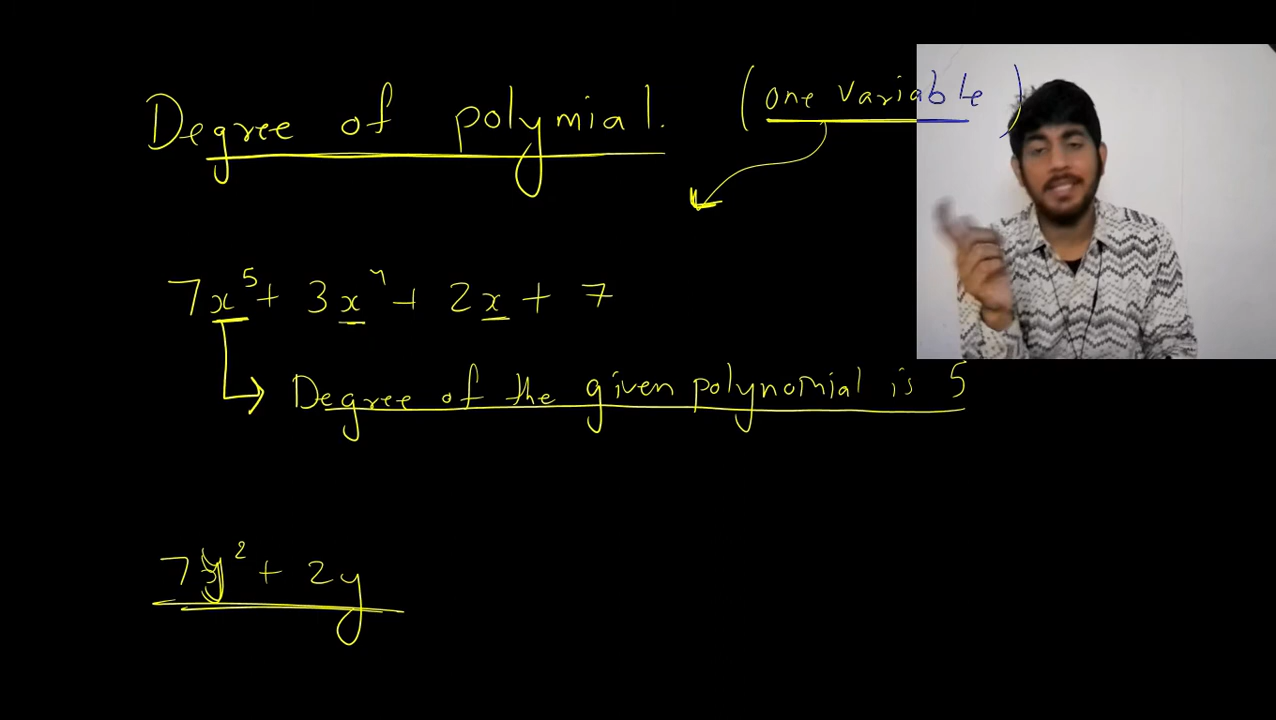 Degree of polymial. (one variable)
7x⁵ + 3x⁴ + 2x + 7
Degree of the given polynomial is 5
7y² + 2y